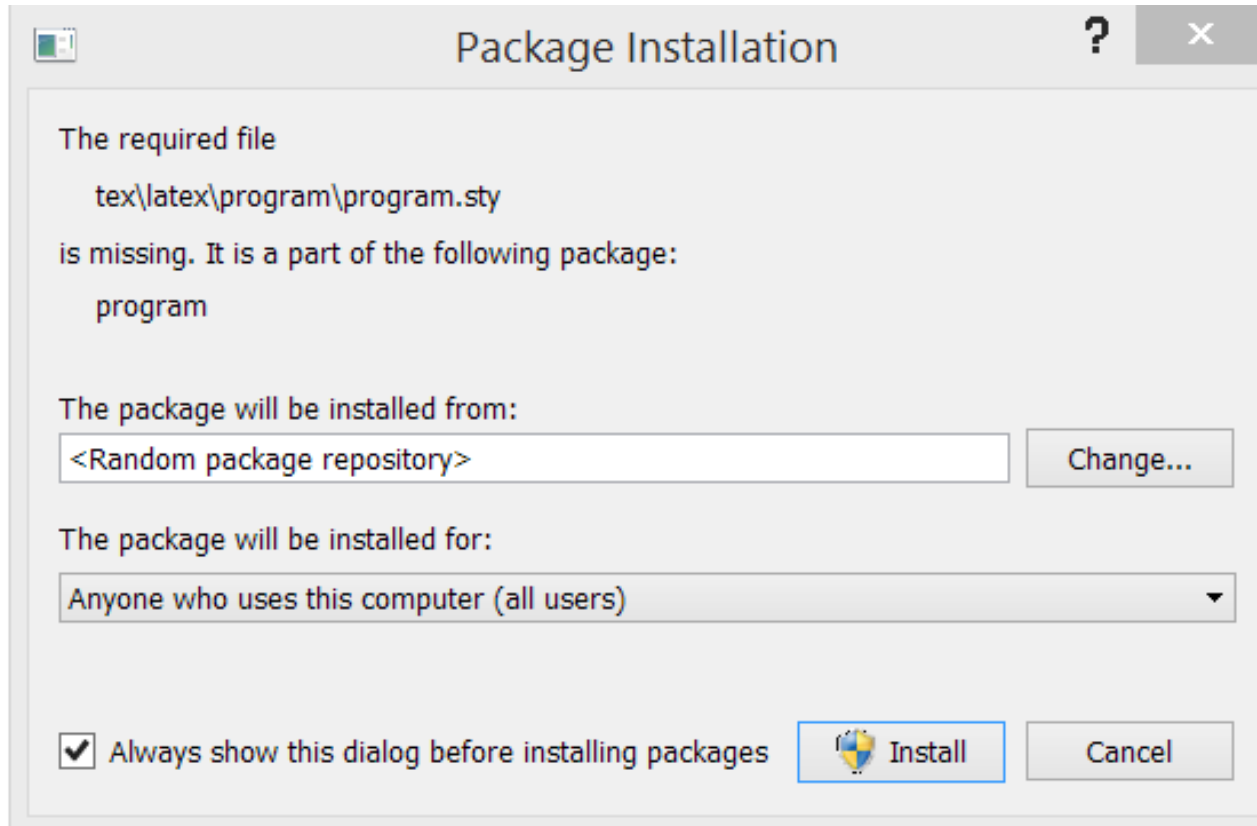 Package Installation
?
The required file
tex\latex\program\program.sty
is missing. It is a part of the following package:
program
The package will be installed from:
<Random package repository>
Change...
The package will be installed for:
Anyone who uses this computer (all users)
Always show this dialog before installing packages
Install
Cancel